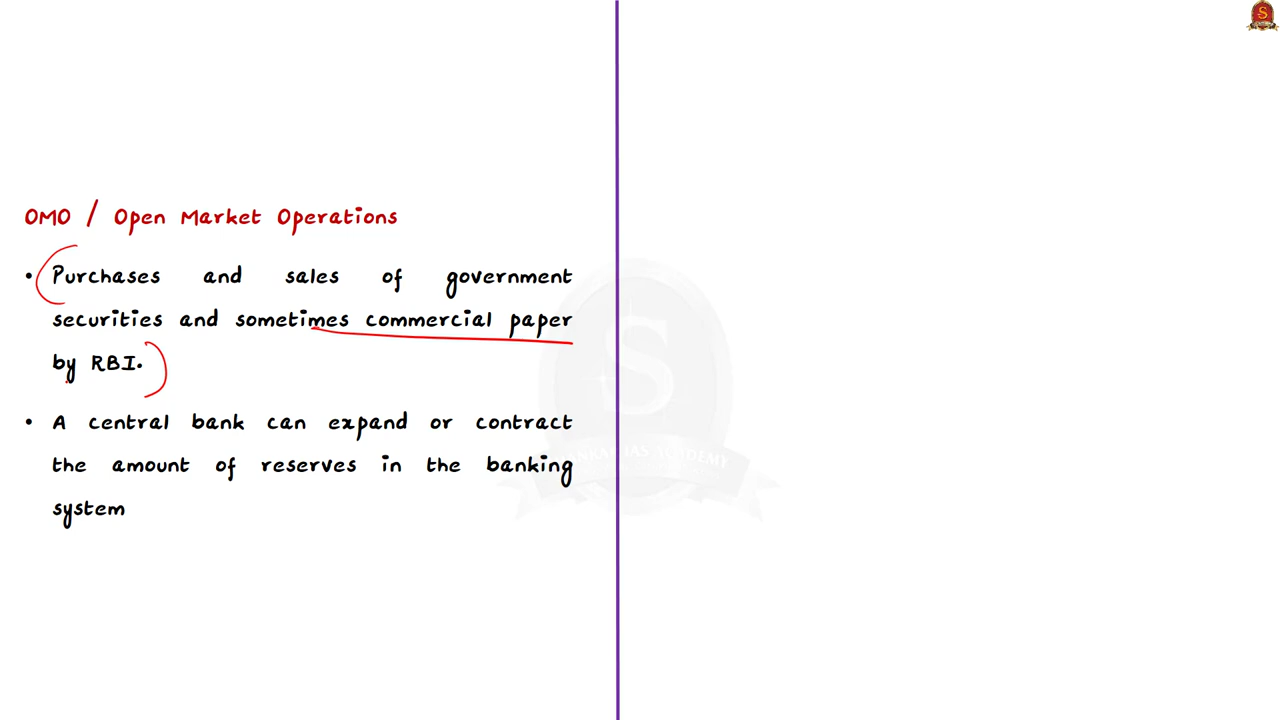 OMO / Open Market Operations
• Purchases and sales of government
securities and sometimes commercial paper
by RBI.
• A central bank can expand or contract
the amount of reserves in the banking
system
S
S